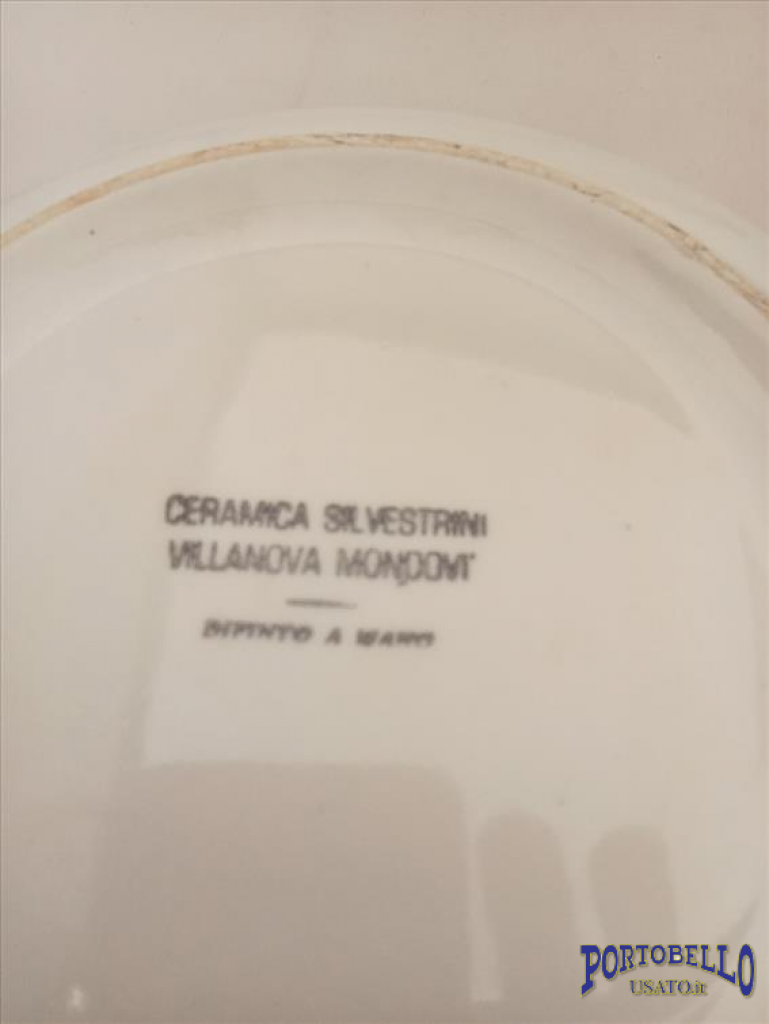 CERAMICA SILVESTRINI
VILLANOVA MONDOVI'
DIPINTO A MANO
PORTOBELLO
USATO.it